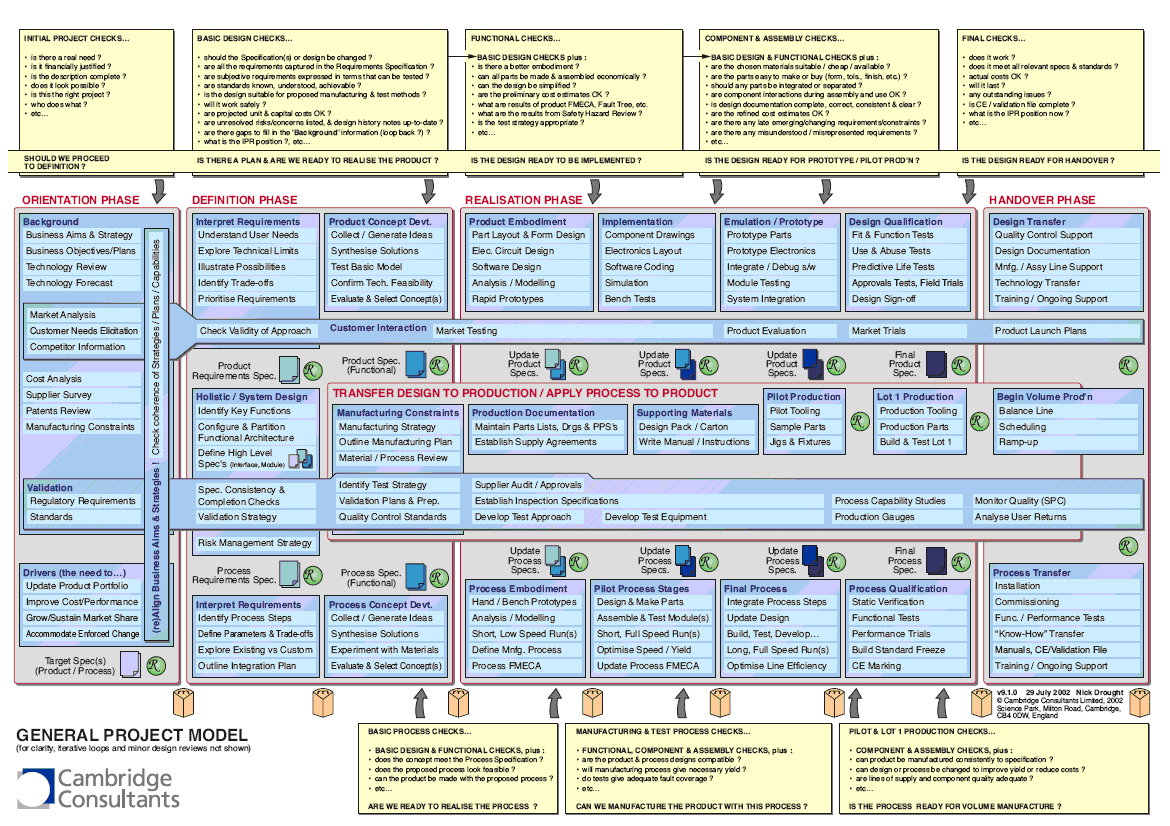 INITIAL PROJECT CHECKS...
• is there a real need ?
• is it financially justified ?
• is the description complete ?
• does it look possible ?
• is this the right project ?
• who does what ?
• etc...
SHOULD WE PROCEED
TO DEFINITION ?
BASIC DESIGN CHECKS...
• should the Specification(s) or design be changed ?
• are all the requirements captured in the Requirements Specification ?
• are subjective requirements expressed in terms that can be tested ?
• are standards known, understood, achievable ?
• is the design suitable for proposed manufacturing & test methods ?
• will it work safely ?
• are projected unit & capital costs OK ?
• are unresolved risks/concerns listed, & design history notes up-to-date ?
• are there gaps to fill in the 'Background' information (loop back ?) ?
• what is the IPR position ?, etc...
IS THERE A PLAN & ARE WE READY TO REALISE THE PRODUCT ?
FUNCTIONAL CHECKS...
BASIC DESIGN CHECKS plus :
• is there a better embodiment ?
• can all parts be made & assembled economically ?
• can the design be simplified ?
• are the preliminary cost estimates OK ?
• what are results of product FMECA, Fault Tree, etc.
• what are the results from Safety Hazard Review ?
• is the test strategy appropriate ?
• etc...
IS THE DESIGN READY TO BE IMPLEMENTED ?
COMPONENT & ASSEMBLY CHECKS...
BASIC DESIGN & FUNCTIONAL CHECKS plus :
• are the chosen materials suitable / cheap / available ?
• are the parts easy to make or buy (form, tols., finish, etc.) ?
• should any parts be integrated or separated ?
• are component interactions during assembly and use OK ?
• is design documentation complete, correct, consistent & clear ?
• are the refined cost estimates OK ?
• are there any late emerging/changing requirements/constraints ?
• are there any misunderstood / misrepresented requirements ?
• etc...
IS THE DESIGN READY FOR PROTOTYPE / PILOT PROD'N ?
FINAL CHECKS...
• does it work ?
• does it meet all relevant specs & standards ?
• actual costs OK ?
• will it last ?
• any outstanding issues ?
• is CE / validation file complete ?
• what is the IPR position now ?
• etc...
IS THE DESIGN READY FOR HANDOVER ?
ORIENTATION PHASE
DEFINITION PHASE
REALISATION PHASE
HANDOVER PHASE
Background
Business Aims & Strategy
Business Objectives/Plans
Technology Review
Technology Forecast
Market Analysis
Customer Needs Elicitation
Competitor Information
Cost Analysis
Supplier Survey
Patents Review
Manufacturing Constraints
Validation
Regulatory Requirements
Standards
Drivers (the need to...)
Update Product Portfolio
Improve Cost/Performance
Grow/Sustain Market Share
Accommodate Enforced Change
Target Spec(s)
(Product / Process)
R
(re)Align Business Aims & Strategies ! Check coherence of Strategies / Plans / Capabilities
Interpret Requirements
Understand User Needs
Explore Technical Limits
Illustrate Possibilities
Identify Trade-offs
Prioritise Requirements
Product Concept Devt.
Collect / Generate Ideas
Synthesise Solutions
Test Basic Model
Confirm Tech. Feasibility
Evaluate & Select Concept(s)
Product Embodiment
Part Layout & Form Design
Elec. Circuit Design
Software Design
Analysis / Modelling
Rapid Prototypes
Implementation
Component Drawings
Electronics Layout
Software Coding
Simulation
Bench Tests
Emulation / Prototype
Prototype Parts
Prototype Electronics
Integrate / Debug s/w
Module Testing
System Integration
Design Qualification
Fit & Function Tests
Use & Abuse Tests
Predictive Life Tests
Approvals Tests, Field Trials
Design Sign-off
Design Transfer
Quality Control Support
Design Documentation
Mnfg. / Assy Line Support
Technology Transfer
Training / Ongoing Support
Check Validity of Approach
Customer Interaction
Market Testing
Product Evaluation
Market Trials
Product Launch Plans
Product
Requirements Spec.
R
Product Spec.
(Functional)
R
Update
Product
Specs.
R
Update
Product
Specs.
R
Update
Product
Specs.
R
Final
Product
Specs.
R
R
Holistic / System Design
Identify Key Functions
Configure & Partition
Functional Architecture
Define High Level
Spec's (Interface, Module)
Spec. Consistency &
Completion Checks
Validation Strategy
Risk Management Strategy
TRANSFER DESIGN TO PRODUCTION / APPLY PROCESS TO PRODUCT
Manufacturing Constraints
Manufacturing Strategy
Outline Manufacturing Plan
Material / Process Review
Identify Test Strategy
Validation Plans & Prep.
Quality Control Standards
Production Documentation
Maintain Parts Lists, Drgs & PPS's
Establish Supply Agreements
Supporting Materials
Design Pack / Carton
Write Manual / Instructions
Pilot Production
Pilot Tooling
Sample Parts
Jigs & Fixtures
R
Lot 1 Production
Production Tooling
Production Parts
Build & Test Lot 1
R
Begin Volume Prod'n
Balance Line
Scheduling
Ramp-up
Supplier Audit / Approvals
Establish Inspection Specifications
Develop Test Approach
Develop Test Equipment
Process Capability Studies
Production Gauges
Monitor Quality (SPC)
Analyse User Returns
Process
Requirements Spec.
R
Process Spec.
(Functional)
R
Update
Process
Specs.
R
Update
Process
Specs.
R
Update
Process
Specs.
R
Final
Process
Specs.
R
R
Interpret Requirements
Identify Process Steps
Define Parameters & Trade-offs
Explore Existing vs Custom
Outline Integration Plan
Process Concept Devt.
Collect / Generate Ideas
Synthesise Solutions
Experiment with Materials
Evaluate & Select Concept(s)
Process Embodiment
Hand / Bench Prototypes
Analysis / Modelling
Short, Low Speed Run(s)
Define Mnfg. Process
Process FMECA
Pilot Process Stages
Design & Make Parts
Assemble & Test Module(s)
Short, Full Speed Run(s)
Optimise Speed / Yield
Update Process FMECA
Final Process
Integrate Process Steps
Update Design
Build, Test, Develop...
Long, Full Speed Run(s)
Optimise Line Efficiency
Process Qualification
Static Verification
Functional Tests
Performance Trials
Build Standard Freeze
CE Marking
Process Transfer
Installation
Commissioning
Func. / Performance Tests
"Know-How" Transfer
Manuals, CE/Validation File
Training / Ongoing Support
v9.1.0 29 July 2002 Nick Drought
© Cambridge Consultants Limited, 2002
Science Park, Milton Road, Cambridge,
CB4 0DW, England
GENERAL PROJECT MODEL
(for clarity, iterative loops and minor design reviews not shown)
Cambridge
Consultants
BASIC PROCESS CHECKS...
• BASIC DESIGN & FUNCTIONAL CHECKS, plus :
• does the concept meet the Process Specification ?
• does the proposed process look feasible ?
• can the product be made with the proposed process ?
• etc...
ARE WE READY TO REALISE THE PROCESS ?
MANUFACTURING & TEST PROCESS CHECKS...
• FUNCTIONAL, COMPONENT & ASSEMBLY CHECKS, plus :
• are the product & process designs compatible ?
• will manufacturing process give necessary yield ?
• do tests give adequate fault coverage ?
• etc...
CAN WE MANUFACTURE THE PRODUCT WITH THIS PROCESS ?
PILOT & LOT 1 PRODUCTION CHECKS...
• COMPONENT & ASSEMBLY CHECKS, plus :
• can product be manufactured consistently to specification ?
• can design or process be changed to improve yield or reduce costs ?
• are lines of supply and component quality adequate ?
• etc...
IS THE PROCESS READY FOR VOLUME MANUFACTURE ?